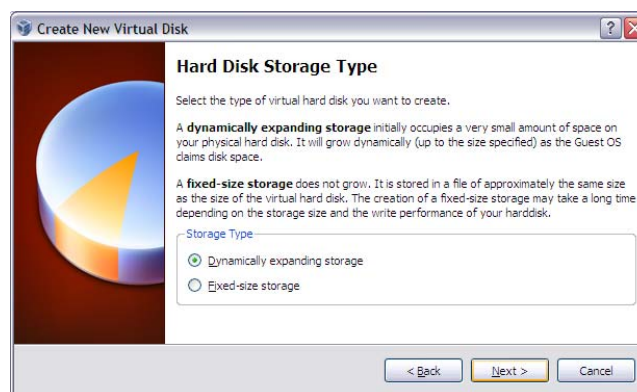 Create New Virtual Disk
Hard Disk Storage Type
Select the type of virtual hard disk you want to create.
A dynamically expanding storage initially occupies a very small amount of space on
your physical hard disk. It will grow dynamically (up to the size specified) as the Guest OS
claims disk space.
A fixed-size storage does not grow. It is stored in a file of approximately the same size
as the size of the virtual hard disk. The creation of a fixed-size storage may take a long time
depending on the storage size and the write performance of your harddisk.
Storage Type
Dynamically expanding storage
Fixed-size storage
< Back
Next >
Cancel